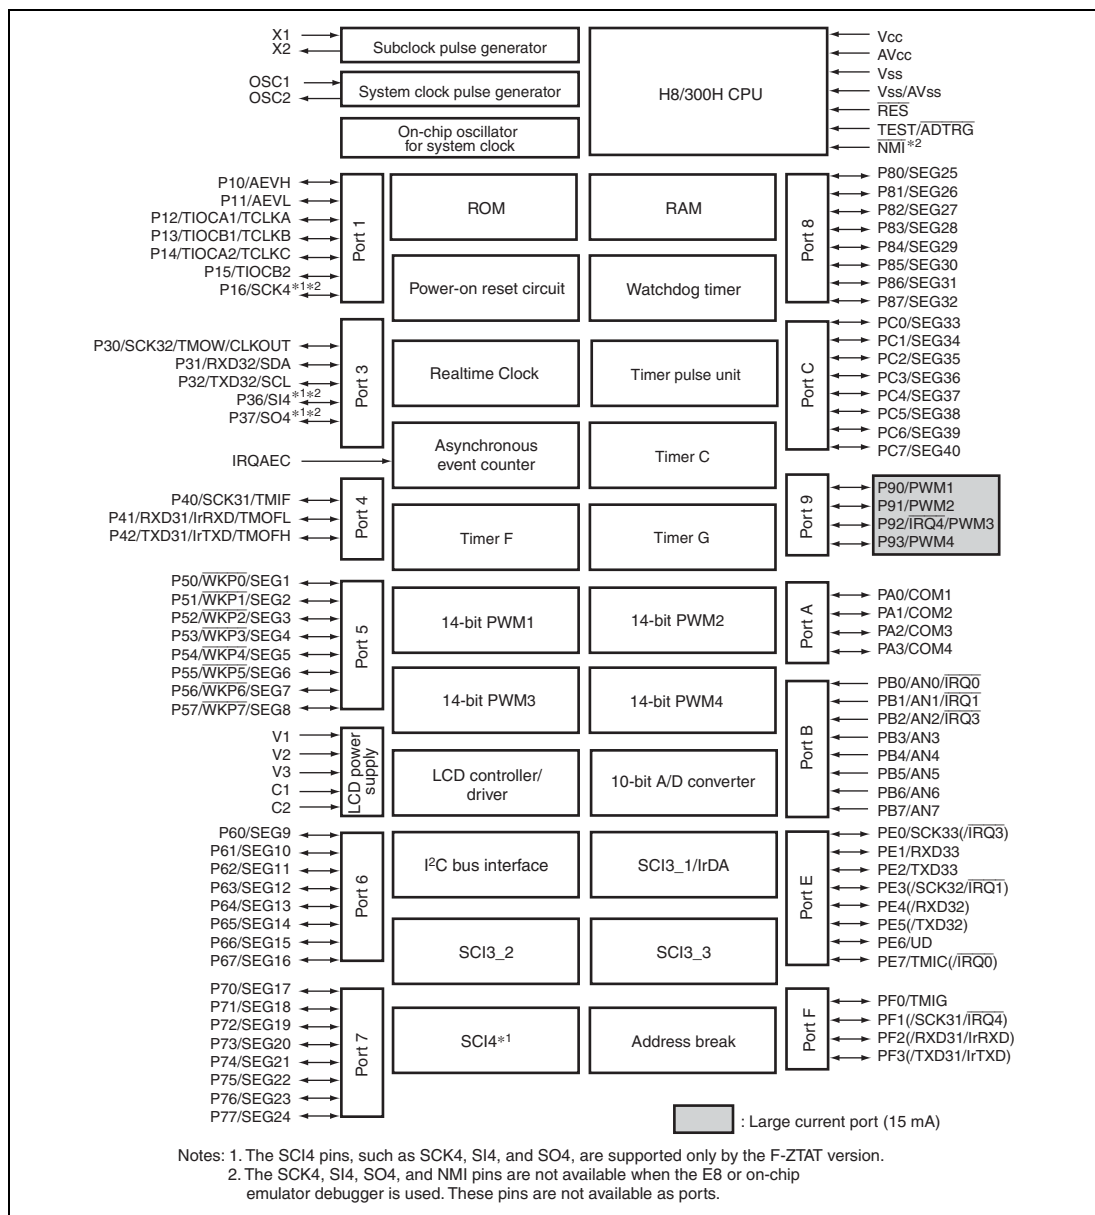 X1
X2
Subclock pulse generator
OSC1
OSC2
System clock pulse generator
On-chip oscillator
for system clock
H8/300H CPU
Vcc
AVcc
Vss
Vss/AVss
RES
TEST/ADTRG
NMI*2
P10/AEVH
P11/AEVL
P12/TIOCA1/TCLKA
P13/TIOCB1/TCLKB
P14/TIOCA2/TCLKC
P15/TIOCB2
P16/SCK4*1*2
Port 1
ROM
RAM
Port 8
P80/SEG25
P81/SEG26
P82/SEG27
P83/SEG28
P84/SEG29
P85/SEG30
P86/SEG31
P87/SEG32
Power-on reset circuit
Watchdog timer
P30/SCK32/TMOW/CLKOUT
P31/RXD32/SDA
P32/TXD32/SCL
P36/SI4*1*2
P37/SO4*1*2
Port 3
Realtime Clock
Timer pulse unit
Port C
PC0/SEG33
PC1/SEG34
PC2/SEG35
PC3/SEG36
PC4/SEG37
PC5/SEG38
PC6/SEG39
PC7/SEG40
IRQAEC
Asynchronous
event counter
Timer C
P40/SCK31/TMIF
P41/RXD31/IrRXD/TMOFL
P42/TXD31/IrTXD/TMOFH
Port 4
Timer F
Timer G
Port 9
P90/PWM1
P91/PWM2
P92/IRQ4/PWM3
P93/PWM4
P50/WKP0/SEG1
P51/WKP1/SEG2
P52/WKP2/SEG3
P53/WKP3/SEG4
P54/WKP4/SEG5
P55/WKP5/SEG6
P56/WKP6/SEG7
P57/WKP7/SEG8
Port 5
14-bit PWM1
14-bit PWM2
Port A
PA0/COM1
PA1/COM2
PA2/COM3
PA3/COM4
14-bit PWM3
14-bit PWM4
Port B
PB0/AN0/IRQ0
PB1/AN1/IRQ1
PB2/AN2/IRQ3
PB3/AN3
PB4/AN4
PB5/AN5
PB6/AN6
PB7/AN7
V1
V2
V3
C1
C2
LCD power
supply
LCD controller/
driver
10-bit A/D converter
P60/SEG9
P61/SEG10
P62/SEG11
P63/SEG12
P64/SEG13
P65/SEG14
P66/SEG15
P67/SEG16
Port 6
I²C bus interface
SCI3_1/IrDA
Port E
PE0/SCK33(/IRQ3)
PE1/RXD33
PE2/TXD33
PE3(/SCK32/IRQ1)
PE4(/RXD32)
PE5(/TXD32)
PE6/UD
PE7/TMIC(/IRQ0)
SCI3_2
SCI3_3
P70/SEG17
P71/SEG18
P72/SEG19
P73/SEG20
P74/SEG21
P75/SEG22
P76/SEG23
P77/SEG24
Port 7
SCI4*1
Address break
Port F
PF0/TMIG
PF1(/SCK31/IRQ4)
PF2(/RXD31/IrRXD)
PF3(/TXD31/IrTXD)
: Large current port (15 mA)
Notes: 1. The SCI4 pins, such as SCK4, SI4, and SO4, are supported only by the F-ZTAT version.
2. The SCK4, SI4, SO4, and NMI pins are not available when the E8 or on-chip
emulator debugger is used. These pins are not available as ports.